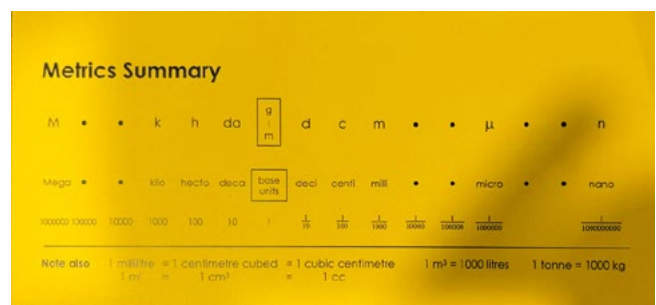 Metrics Summary
M • • k h da g l m d c m • • µ • • n
Mega • • kilo hecto deca base units deci centi milli • • micro • • nano
1000000 100000 10000 1000 100 10 1 1/10 1/100 1/1000 1/10000 1/100000 1/1000000 1/1000000000
Note also 1 millilitre = 1 centimetre cubed = 1 cubic centimetre 1 m³ = 1000 litres 1 tonne = 1000 kg
1 ml = 1 cm³ = 1 cc